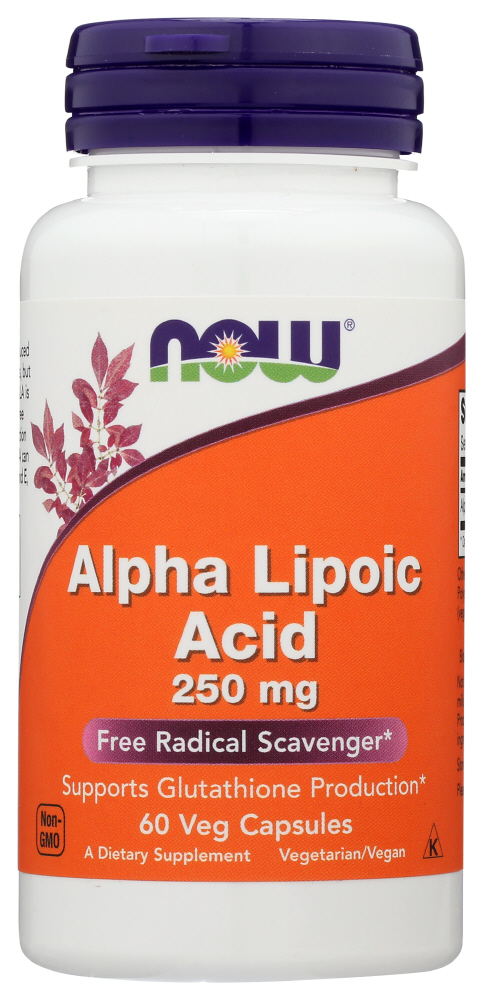 now®
Alpha Lipoic
Acid
250 mg
Free Radical Scavenger*
Supports Glutathione Production*
60 Veg Capsules
Non-
GMO
A Dietary Supplement Vegetarian/Vegan
K